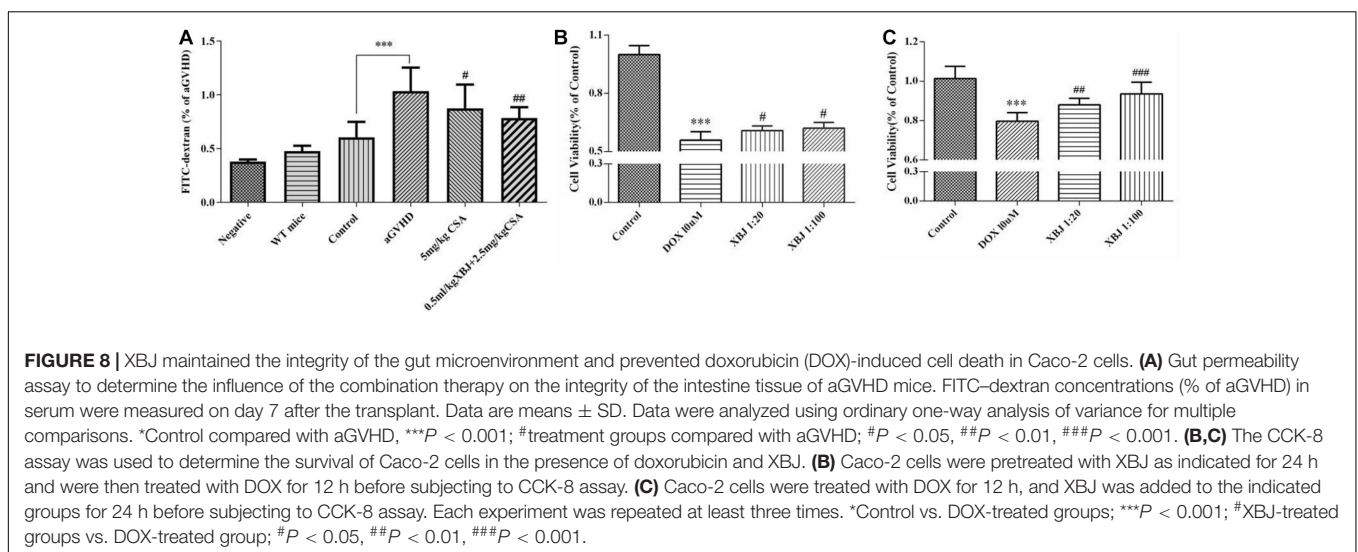 A
B
C
FITC-dextran (% of aGVHD)
1.5
1.0
0.5
0.0
***
#
##
Negative
WT mice
Control
aGVHD
5mg/kg CSA
0.5ml/kgXBJ+2.5mg/kgCSA
Cell Viability(% of Control)
1.1
0.8
0.5
0.3
0.0
***
#
#
Control
DOX 10uM
XBJ 1:20
XBJ 1:100
Cell Viability(% of Control)
1.2
1.0
0.8
0.6
0.3
0.0
***
##
###
Control
DOX 10uM
XBJ 1:20
XBJ 1:100
FIGURE 8 | XBJ maintained the integrity of the gut microenvironment and prevented doxorubicin (DOX)-induced cell death in Caco-2 cells. (A) Gut permeability
assay to determine the influence of the combination therapy on the integrity of the intestine tissue of aGVHD mice. FITC–dextran concentrations (% of aGVHD) in
serum were measured on day 7 after the transplant. Data are means ± SD. Data were analyzed using ordinary one-way analysis of variance for multiple
comparisons. *Control compared with aGVHD, ***P < 0.001; #treatment groups compared with aGVHD; #P < 0.05, ##P < 0.01, ###P < 0.001. (B,C) The CCK-8
assay was used to determine the survival of Caco-2 cells in the presence of doxorubicin and XBJ. (B) Caco-2 cells were pretreated with XBJ as indicated for 24 h
and were then treated with DOX for 12 h before subjecting to CCK-8 assay. (C) Caco-2 cells were treated with DOX for 12 h, and XBJ was added to the indicated
groups for 24 h before subjecting to CCK-8 assay. Each experiment was repeated at least three times. *Control vs. DOX-treated groups; ***P < 0.001; #XBJ-treated
groups vs. DOX-treated group; #P < 0.05, ##P < 0.01, ###P < 0.001.